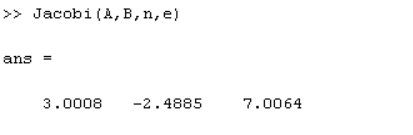 >> Jacobi(A,B,n,e)
ans =
3.0008 -2.4885 7.0064